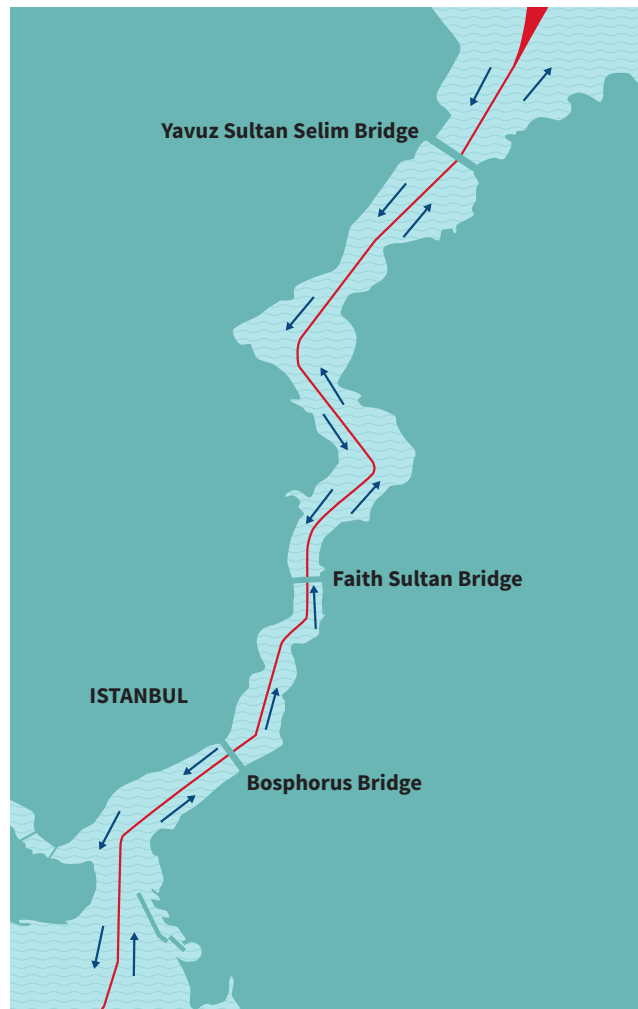 Yavuz Sultan Selim Bridge
Faith Sultan Bridge
ISTANBUL
Bosphorus Bridge